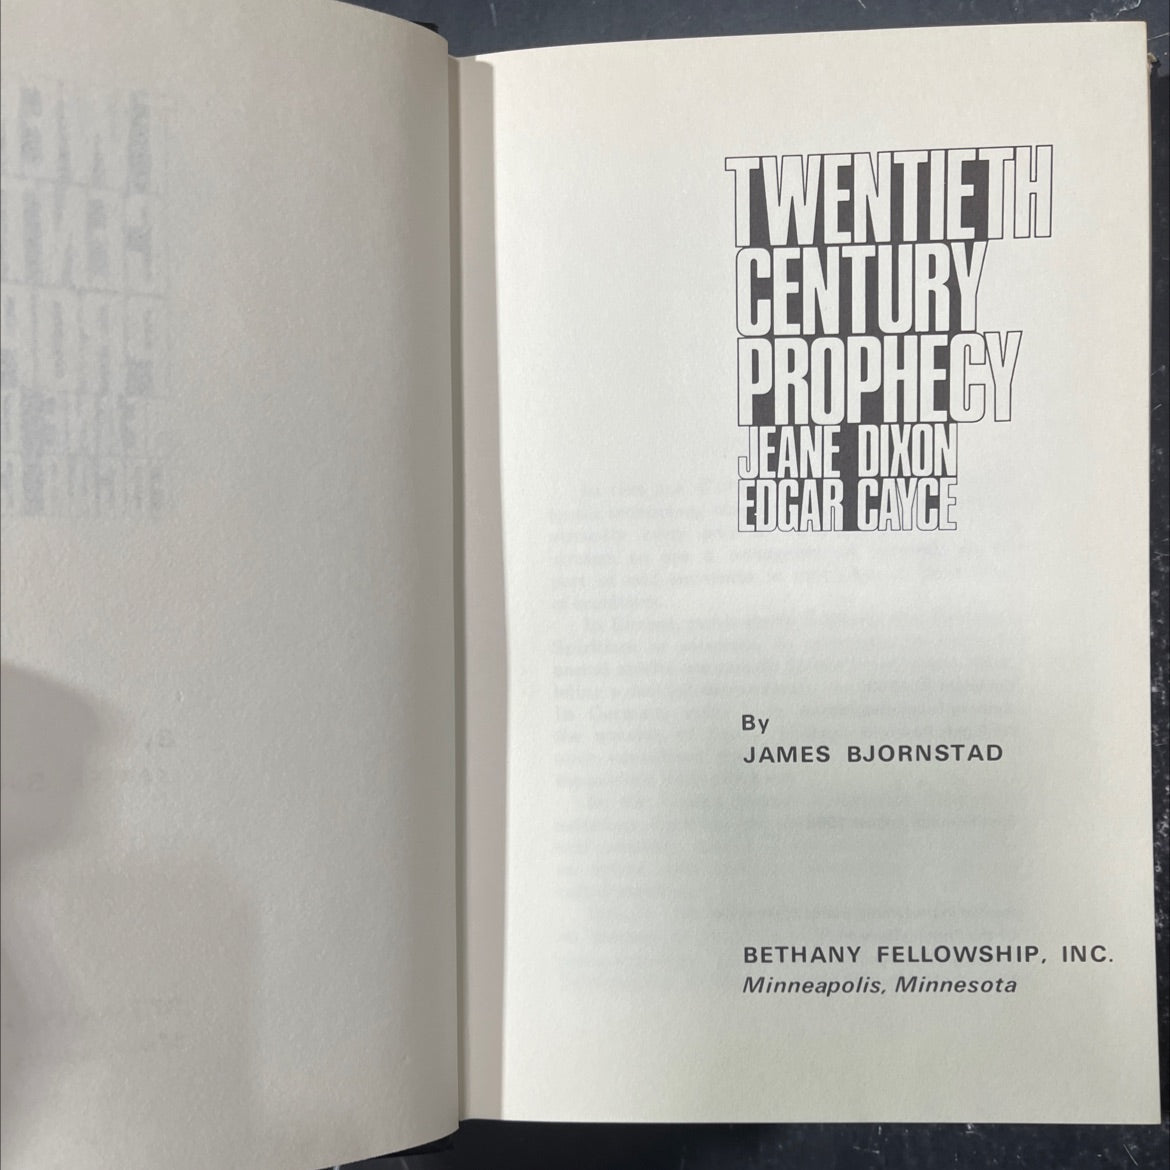 TWENTIETH
CENTURY
PROPHECY
JEANE DIXON
EDGAR CAYCE
By
JAMES BJORNSTAD
BETHANY FELLOWSHIP, INC.
Minneapolis, Minnesota